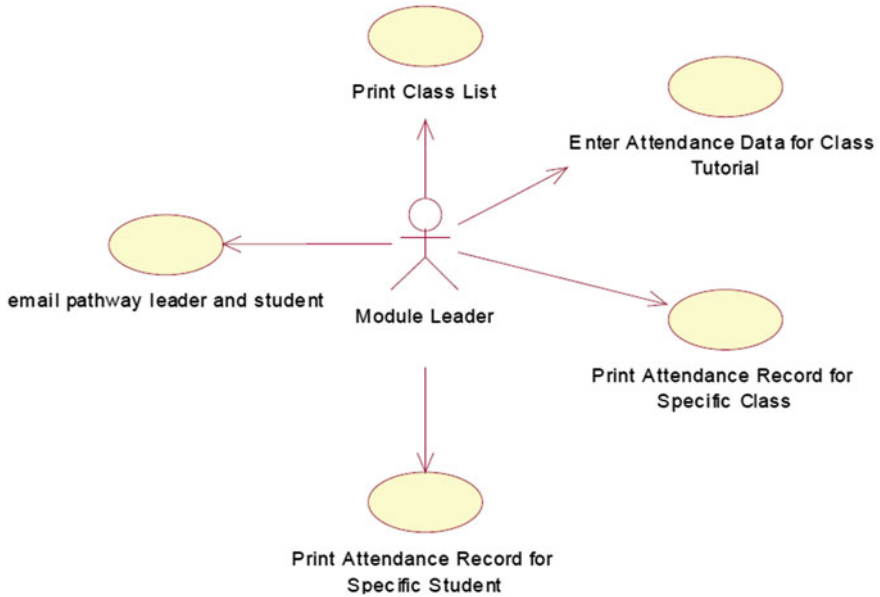 Print Class List
Enter Attendance Data for Class
Tutorial
email pathway leader and student
Module Leader
Print Attendance Record for
Specific Class
Print Attendance Record for
Specific Student